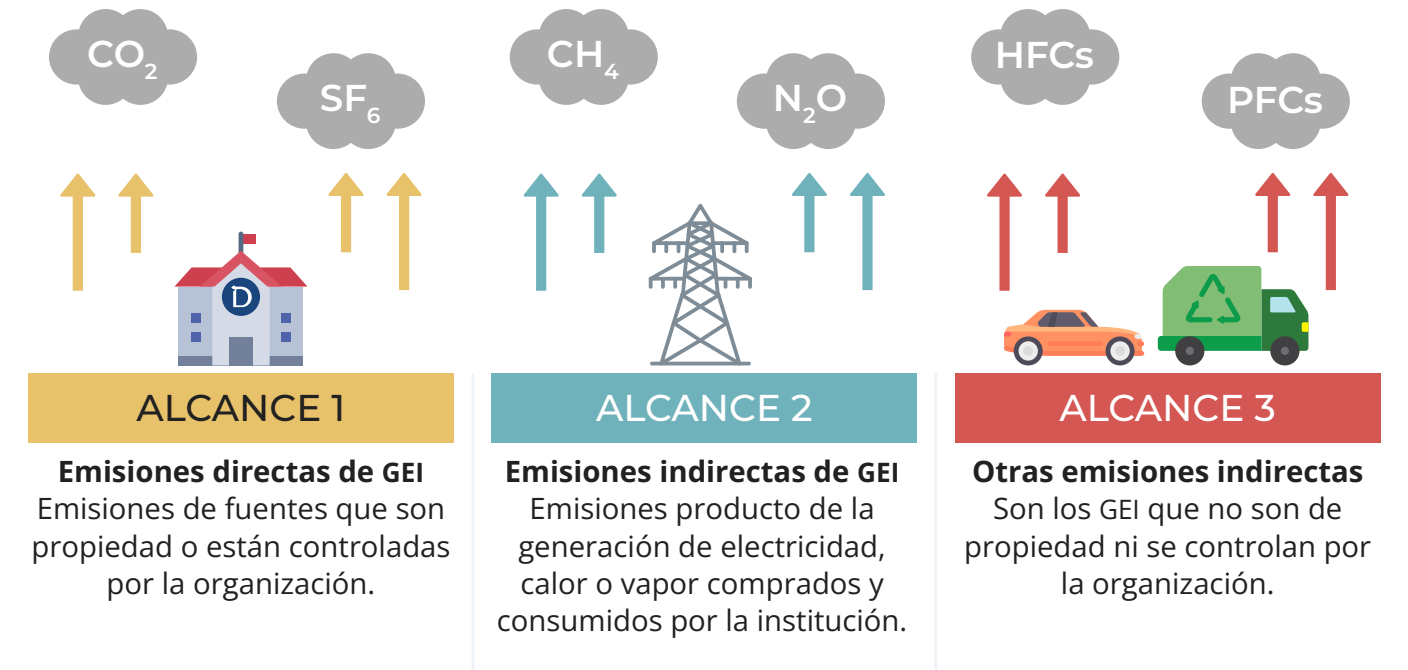 CO₂
SF₆
CH₄
N₂O
HFCs
PFCs
D
ALCANCE 1
Emisiones directas de GEI
Emisiones de fuentes que son
propiedad o están controladas
por la organización.
ALCANCE 2
Emisiones indirectas de GEI
Emisiones producto de la
generación de electricidad,
calor o vapor comprados y
consumidos por la institución.
ALCANCE 3
Otras emisiones indirectas
Son los GEI que no son de
propiedad ni se controlan por
la organización.